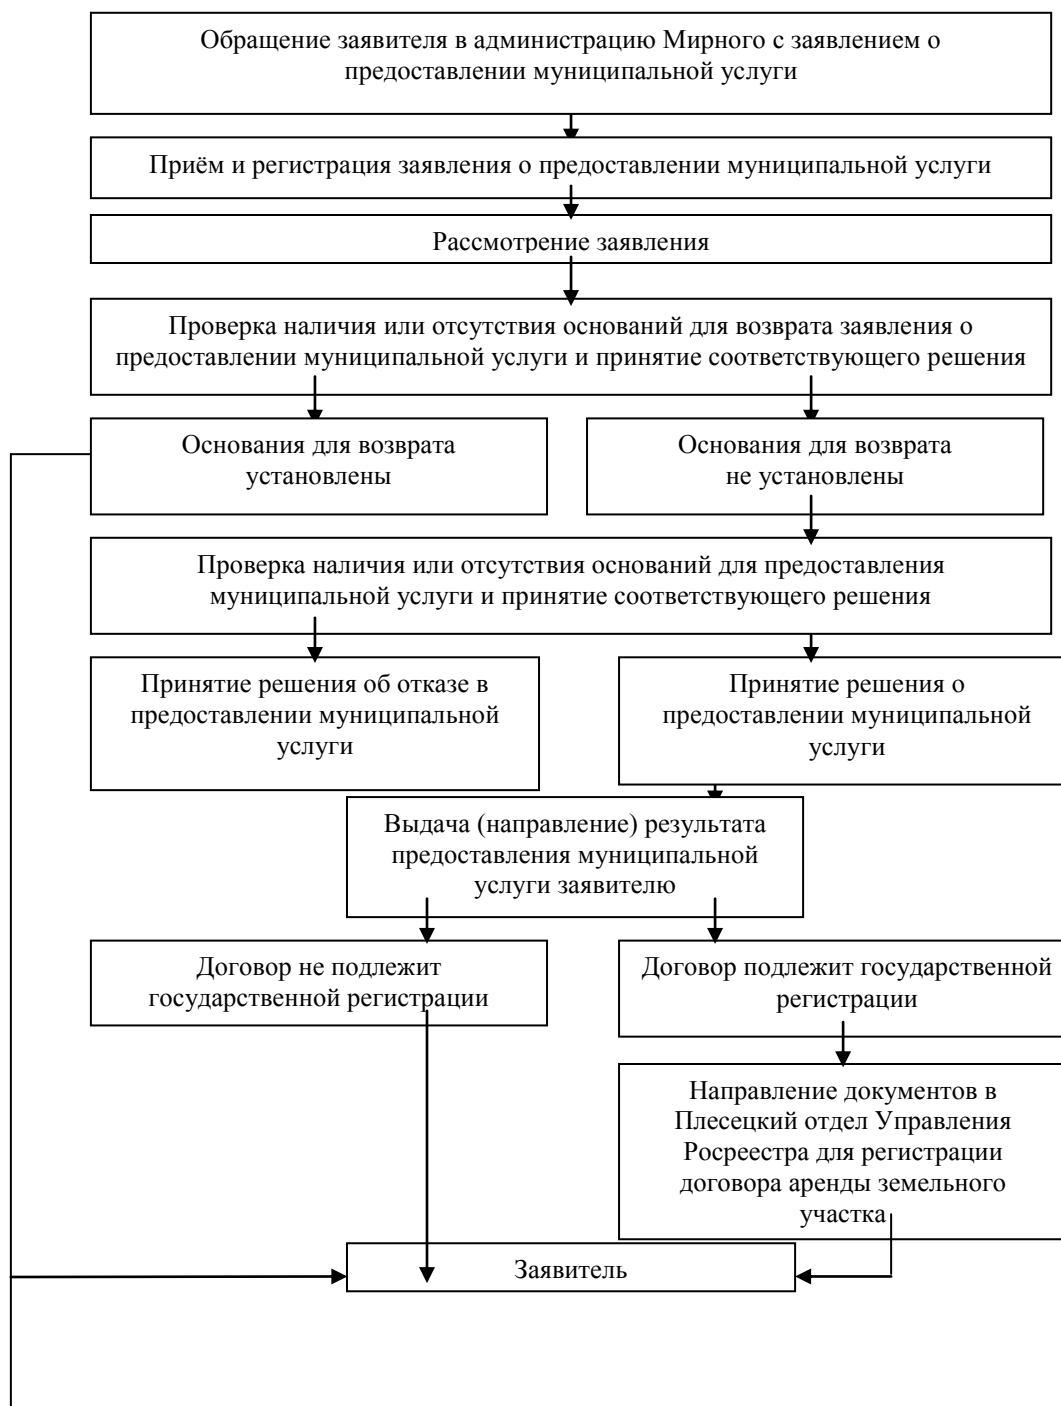 Обращение заявителя в администрацию Мирного с заявлением о
предоставлении муниципальной услуги
Приём и регистрация заявления о предоставлении муниципальной услуги
Рассмотрение заявления
Проверка наличия или отсутствия оснований для возврата заявления о
предоставлении муниципальной услуги и принятие соответствующего решения
Основания для возврата
установлены
Основания для возврата
не установлены
Проверка наличия или отсутствия оснований для предоставления
муниципальной услуги и принятие соответствующего решения
Принятие решения об отказе в
предоставлении муниципальной
услуги
Принятие решения о
предоставлении муниципальной
услуги
Выдача (направление) результата
предоставления муниципальной
услуги заявителю
Договор не подлежит
государственной регистрации
Договор подлежит государственной
регистрации
Направление документов в
Плесецкий отдел Управления
Росреестра для регистрации
договора аренды земельного
участка
Заявитель